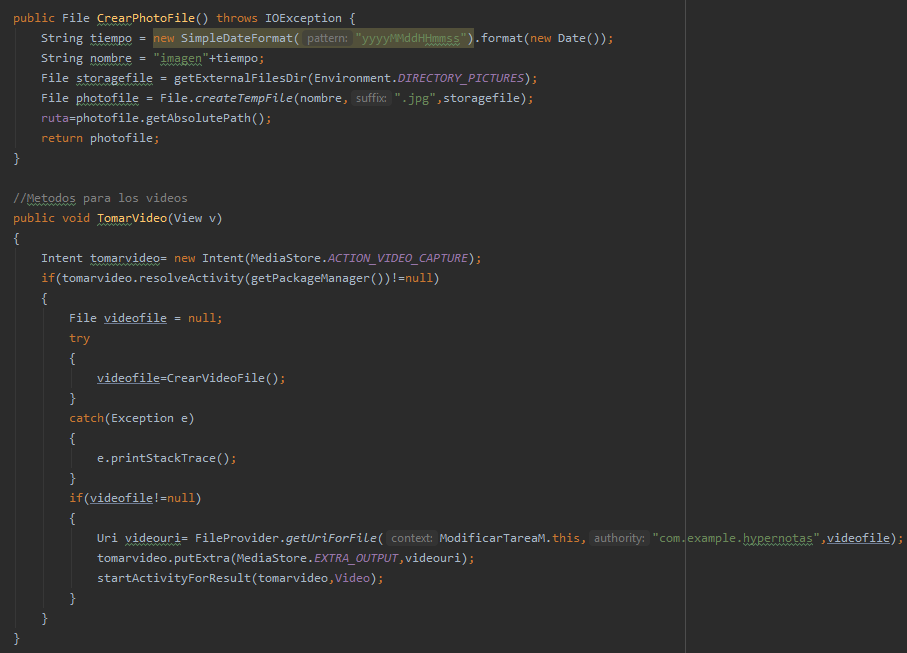 public File CrearPhotoFile() throws IOException {
String tiempo = new SimpleDateFormat( pattern: "yyyyMMddHHmmss").format(new Date());
String nombre = "imagen"+tiempo;
File storagefile = getExternalFilesDir(Environment.DIRECTORY_PICTURES);
File photofile = File.createTempFile(nombre, suffix: ".jpg",storagefile);
ruta=photofile.getAbsolutePath();
return photofile;
}
//Metodos para los videos
public void TomarVideo(View v)
{
Intent tomarvideo= new Intent(MediaStore.ACTION_VIDEO_CAPTURE);
if(tomarvideo.resolveActivity(getPackageManager())!=null)
{
File videofile = null;
try
{
videofile=CrearVideoFile();
}
catch(Exception e)
{
e.printStackTrace();
}
if(videofile!=null)
{
Uri videouri= FileProvider.getUriForFile( context: ModificarTareaM.this, authority: "com.example.hypernotas",videofile);
tomarvideo.putExtra(MediaStore.EXTRA_OUTPUT,videouri);
startActivityForResult(tomarvideo,Video);
}
}
}